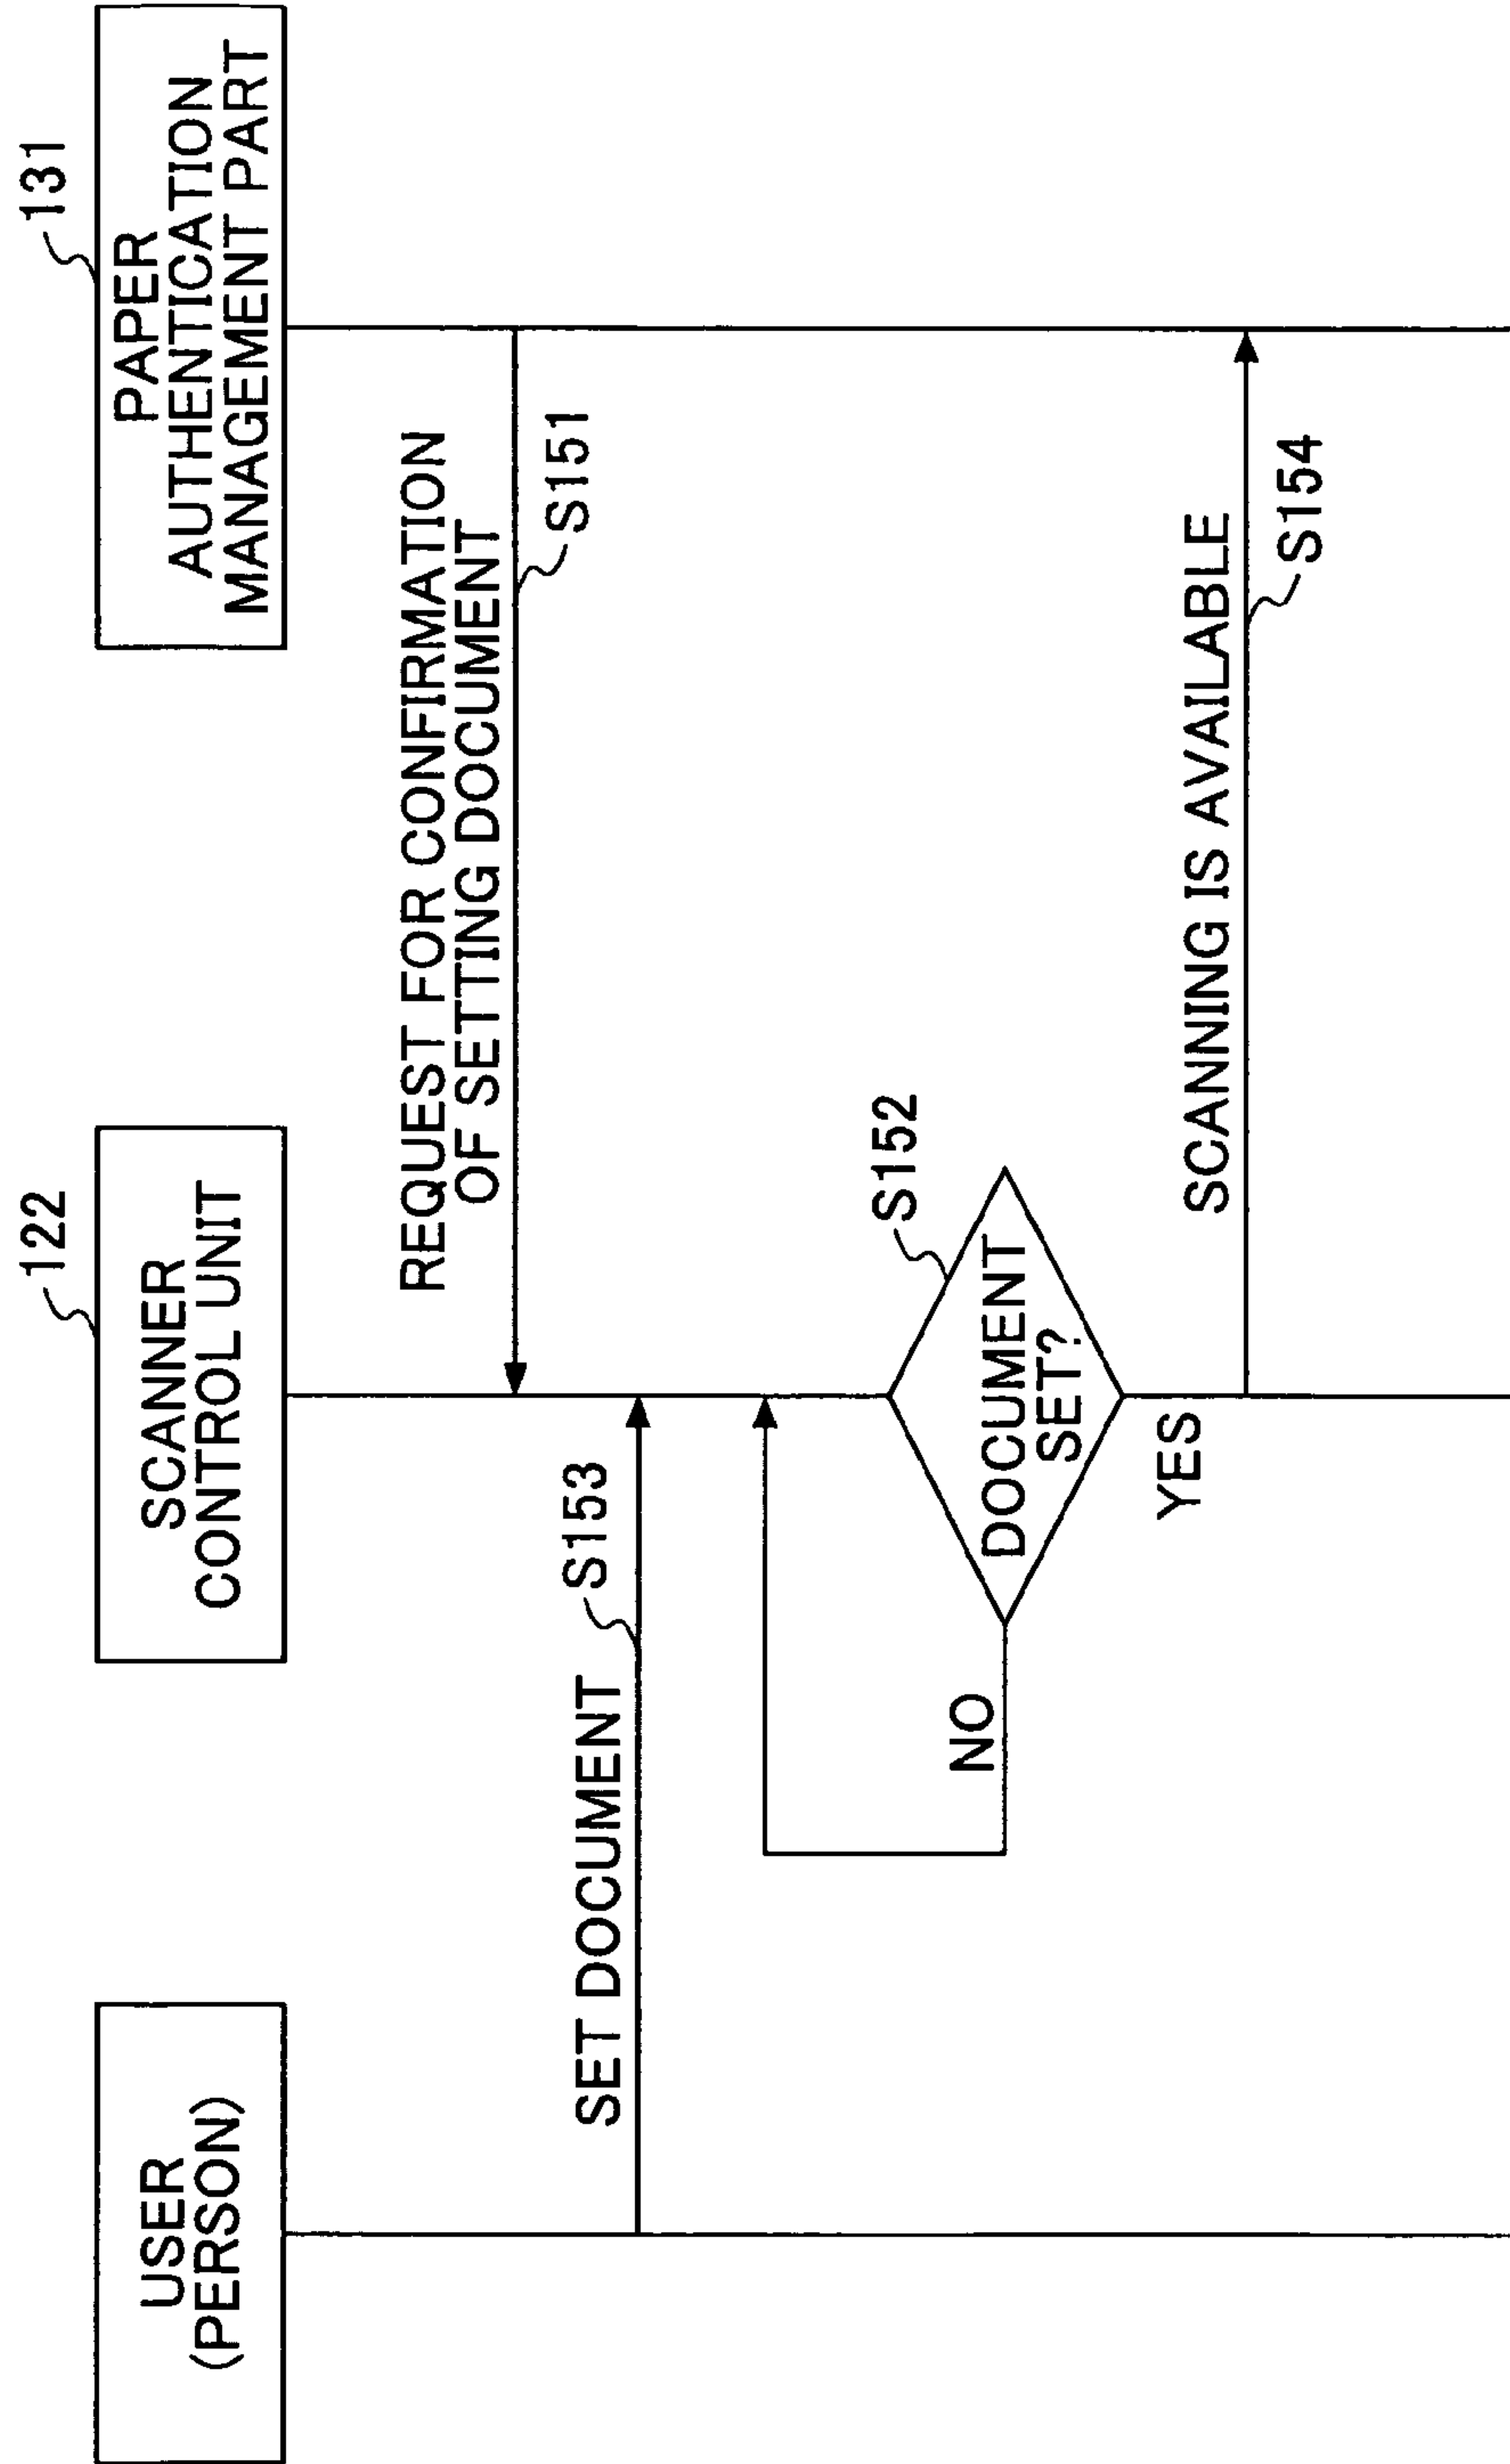 USER
(PERSON)
122
SCANNER
CONTROL UNIT
131
PAPER
AUTHENTICATION
MANAGEMENT PART
REQUEST FOR CONFIRMATION
OF SETTING DOCUMENT
S151
SET DOCUMENT
S153
S152
DOCUMENT
SET?
NO
YES
SCANNING IS AVAILABLE
S154